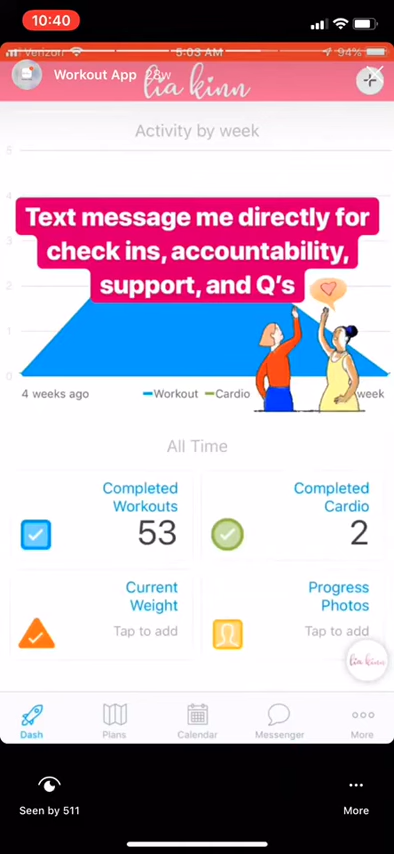 10:40
Verizon
5:03 AM
94%
Workout App 28w
lia kinn
Activity by week
5
4
3
2
1
0
Text message me directly for
check ins, accountability,
support, and Q's
4 weeks ago
Workout
Cardio
week
All Time
Completed
Workouts
53
Completed
Cardio
2
Current
Weight
Tap to add
Progress
Photos
Tap to add
lia kinn
Dash
Plans
Calendar
Messenger
More
Seen by 511
More